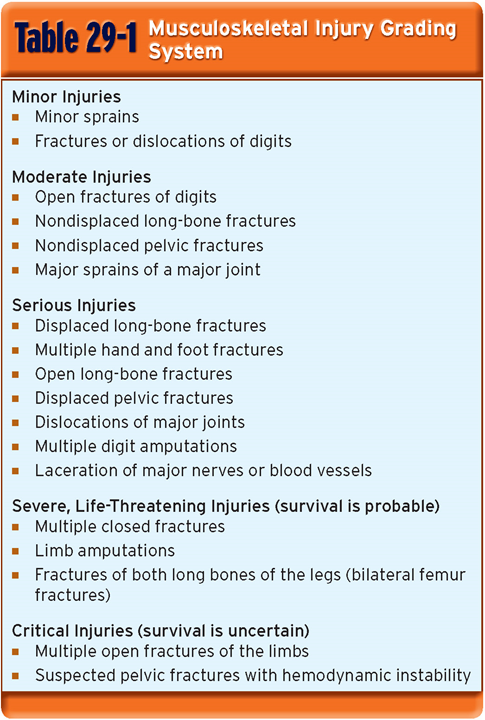 Table 29-1 Musculoskeletal Injury Grading
System
Minor Injuries
■ Minor sprains
■ Fractures or dislocations of digits
Moderate Injuries
■ Open fractures of digits
■ Nondisplaced long-bone fractures
■ Nondisplaced pelvic fractures
■ Major sprains of a major joint
Serious Injuries
■ Displaced long-bone fractures
■ Multiple hand and foot fractures
■ Open long-bone fractures
■ Displaced pelvic fractures
■ Dislocations of major joints
■ Multiple digit amputations
■ Laceration of major nerves or blood vessels
Severe, Life-Threatening Injuries (survival is probable)
■ Multiple closed fractures
■ Limb amputations
■ Fractures of both long bones of the legs (bilateral femur
fractures)
Critical Injuries (survival is uncertain)
■ Multiple open fractures of the limbs
■ Suspected pelvic fractures with hemodynamic instability